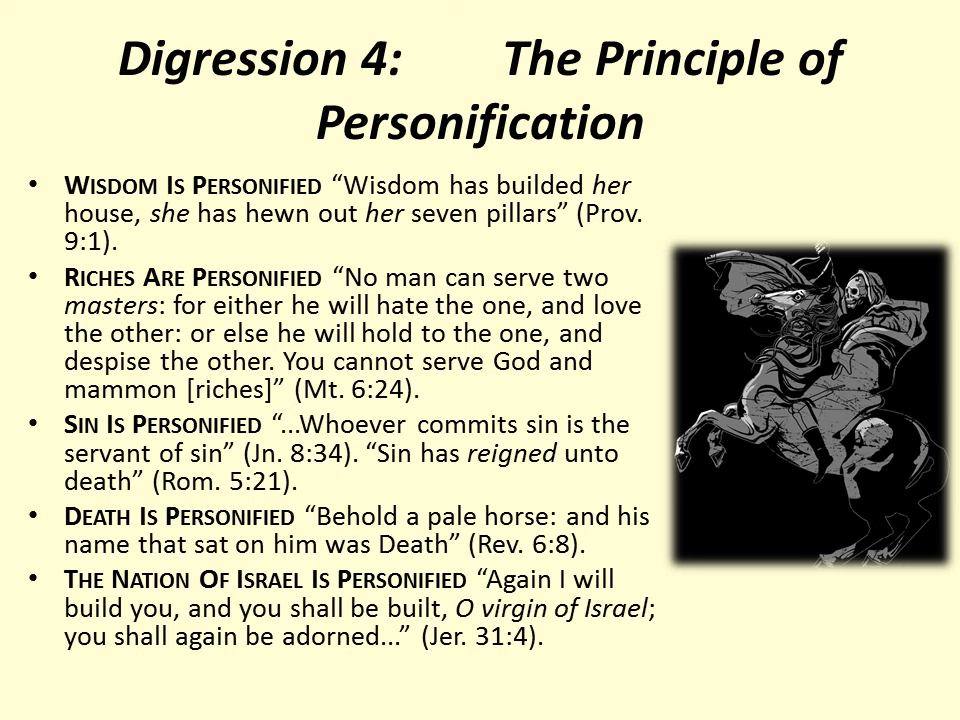 Digression 4: The Principle of
Personification
• WISDOM IS PERSONIFIED “Wisdom has builded her
house, she has hewn out her seven pillars” (Prov.
9:1).
• RICHES ARE PERSONIFIED “No man can serve two
masters: for either he will hate the one, and love
the other: or else he will hold to the one, and
despise the other. You cannot serve God and
mammon [riches]” (Mt. 6:24).
• SIN IS PERSONIFIED “...Whoever commits sin is the
servant of sin” (Jn. 8:34). “Sin has reigned unto
death” (Rom. 5:21).
• DEATH IS PERSONIFIED “Behold a pale horse: and his
name that sat on him was Death” (Rev. 6:8).
• THE NATION OF ISRAEL IS PERSONIFIED “Again I will
build you, and you shall be built, O virgin of Israel;
you shall again be adorned...” (Jer. 31:4).